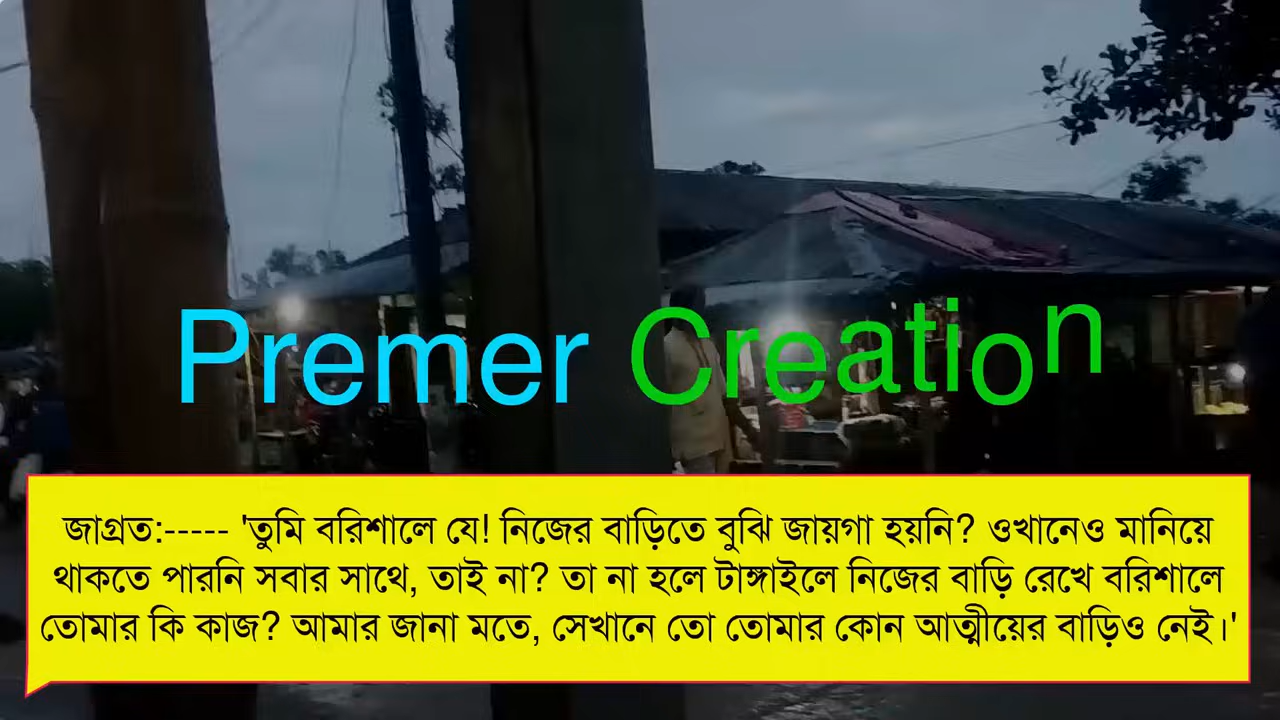 Premer Creation
জাগ্রত:----- 'তুমি বরিশালে যে! নিজের বাড়িতে বুঝি জায়গা হয়নি? ওখানেও মানিয়ে
থাকতে পারনি সবার সাথে, তাই না? তা না হলে টাঙ্গাইলে নিজের বাড়ি রেখে বরিশালে
তোমার কি কাজ? আমার জানা মতে, সেখানে তো তোমার কোন আত্মীয়ের বাড়িও নেই।'